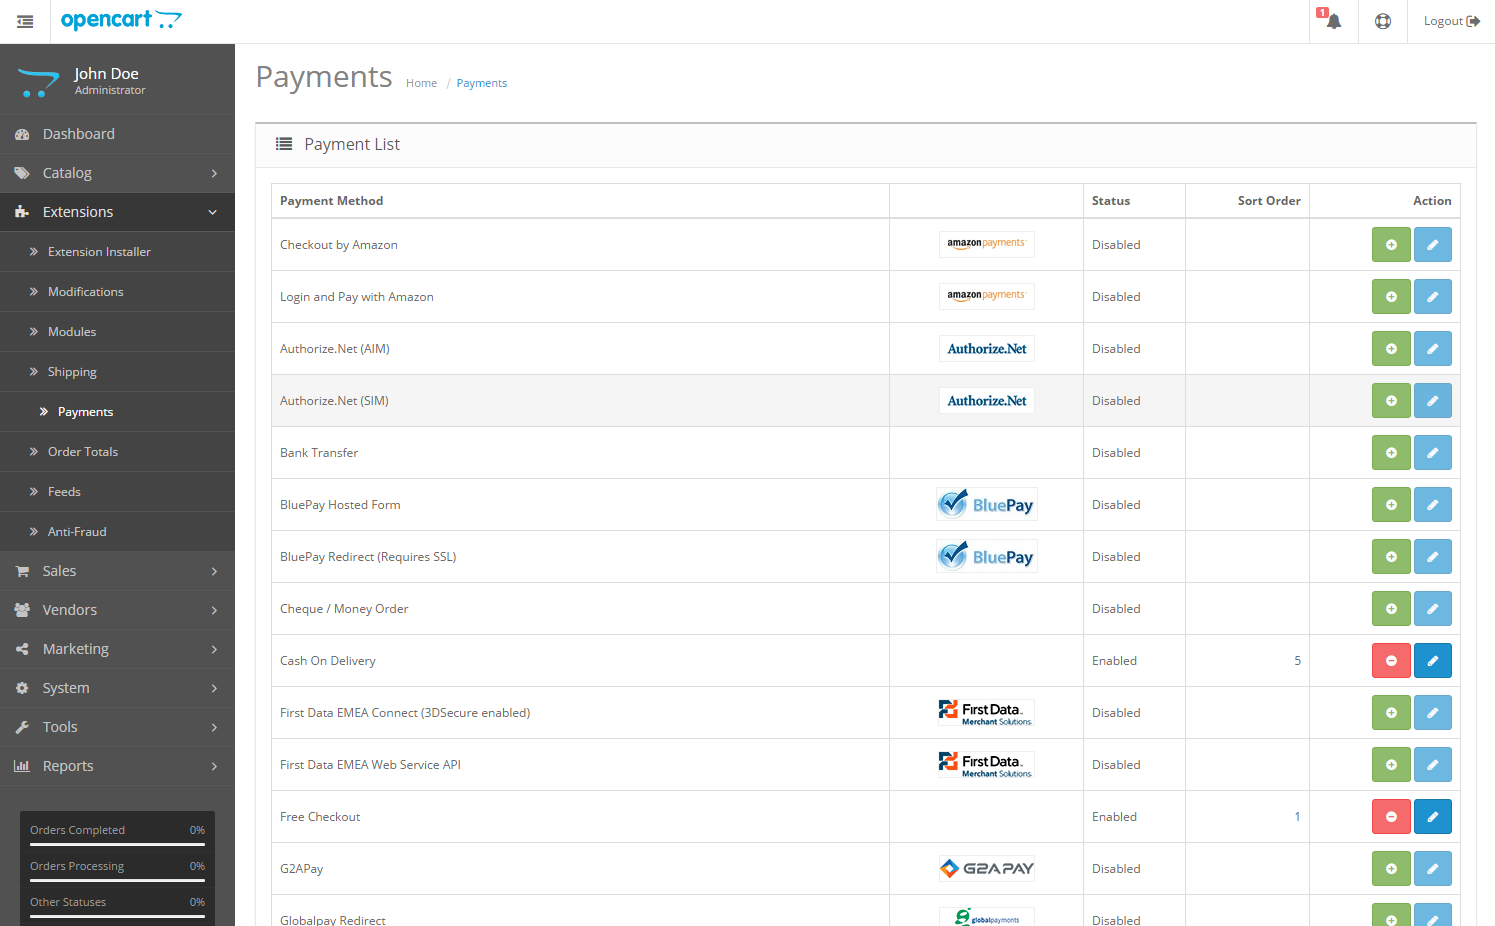 opencart
1
Logout
John Doe
Administrator
Dashboard
Catalog
Extensions
Extension Installer
Modifications
Modules
Shipping
Payments
Order Totals
Feeds
Anti-Fraud
Sales
Vendors
Marketing
System
Tools
Reports
Orders Completed 0%
Orders Processing 0%
Other Statuses 0%
Payments Home / Payments
Payment List
Payment Method Status Sort Order Action
Checkout by Amazon amazonpayments Disabled
Login and Pay with Amazon amazonpayments Disabled
Authorize.Net (AIM) Authorize.Net Disabled
Authorize.Net (SIM) Authorize.Net Disabled
Bank Transfer Disabled
BluePay Hosted Form BluePay Disabled
BluePay Redirect (Requires SSL) BluePay Disabled
Cheque / Money Order Disabled
Cash On Delivery Enabled 5
First Data EMEA Connect (3DSecure enabled) First Data Disabled
Merchant Solutions
First Data EMEA Web Service API First Data Disabled
Merchant Solutions
Free Checkout Enabled 1
G2APay G2APAY Disabled
Globalpay Redirect globalpayments Disabled